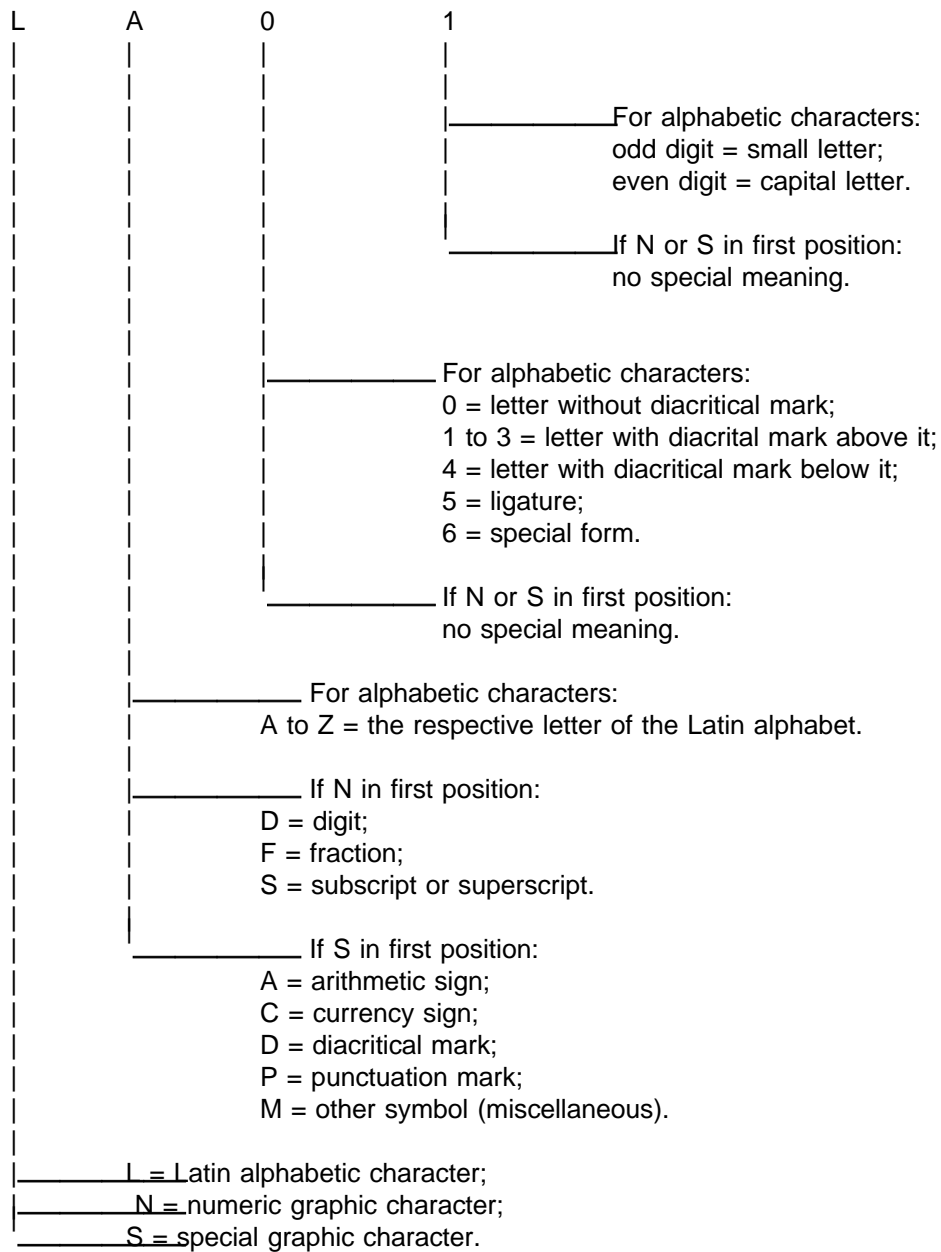 L A 0 1
For alphabetic characters:
odd digit = small letter;
even digit = capital letter.
If N or S in first position:
no special meaning.
For alphabetic characters:
0 = letter without diacritical mark;
1 to 3 = letter with diacrital mark above it;
4 = letter with diacritical mark below it;
5 = ligature;
6 = special form.
If N or S in first position:
no special meaning.
For alphabetic characters:
A to Z = the respective letter of the Latin alphabet.
If N in first position:
D = digit;
F = fraction;
S = subscript or superscript.
If S in first position:
A = arithmetic sign;
C = currency sign;
D = diacritical mark;
P = punctuation mark;
M = other symbol (miscellaneous).
L = Latin alphabetic character;
N = numeric graphic character;
S = special graphic character.